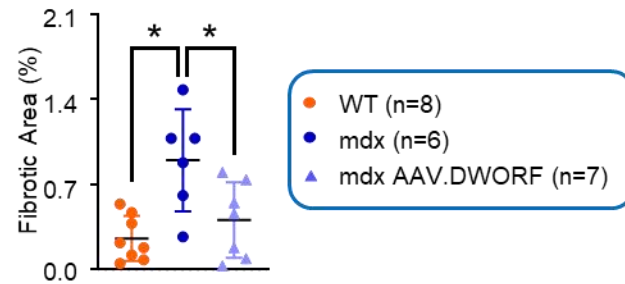 Fibrotic Area (%)
2.1
1.4
0.7
0.0
* *
WT (n=8)
mdx (n=6)
mdx AAV.DWORF (n=7)